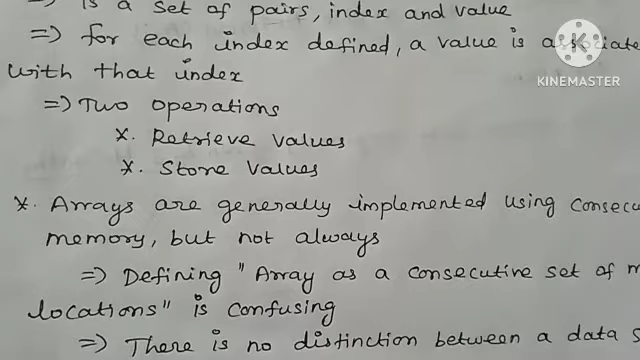 is a set of pairs, index and value
=> for each index defined, a value is
with that index
=> Two operations
*. Retrieve values
*. Store values
*. Arrays are generally implemented using
memory, but not always
=> Defining "Array as a consecutive set of
locations" is confusing
=> There is no distinction between a data
KINEMASTER